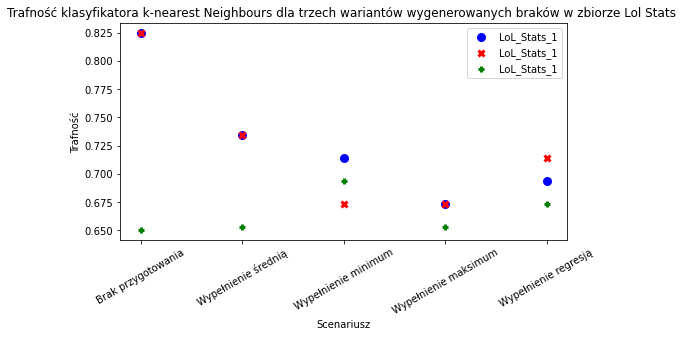 Trafność klasyfikatora k-nearest Neighbours dla trzech wariantów wygenerowanych braków w zbiorze Lol Stats
LoL_Stats_1
LoL_Stats_1
LoL_Stats_1
0.825
0.800
0.775
0.750
0.725
0.700
0.675
0.650
Trafność
Brak przygotowania
Wypełnienie średnią
Wypełnienie minimum
Wypełnienie maksimum
Wypełnienie regresją
Scenariusz